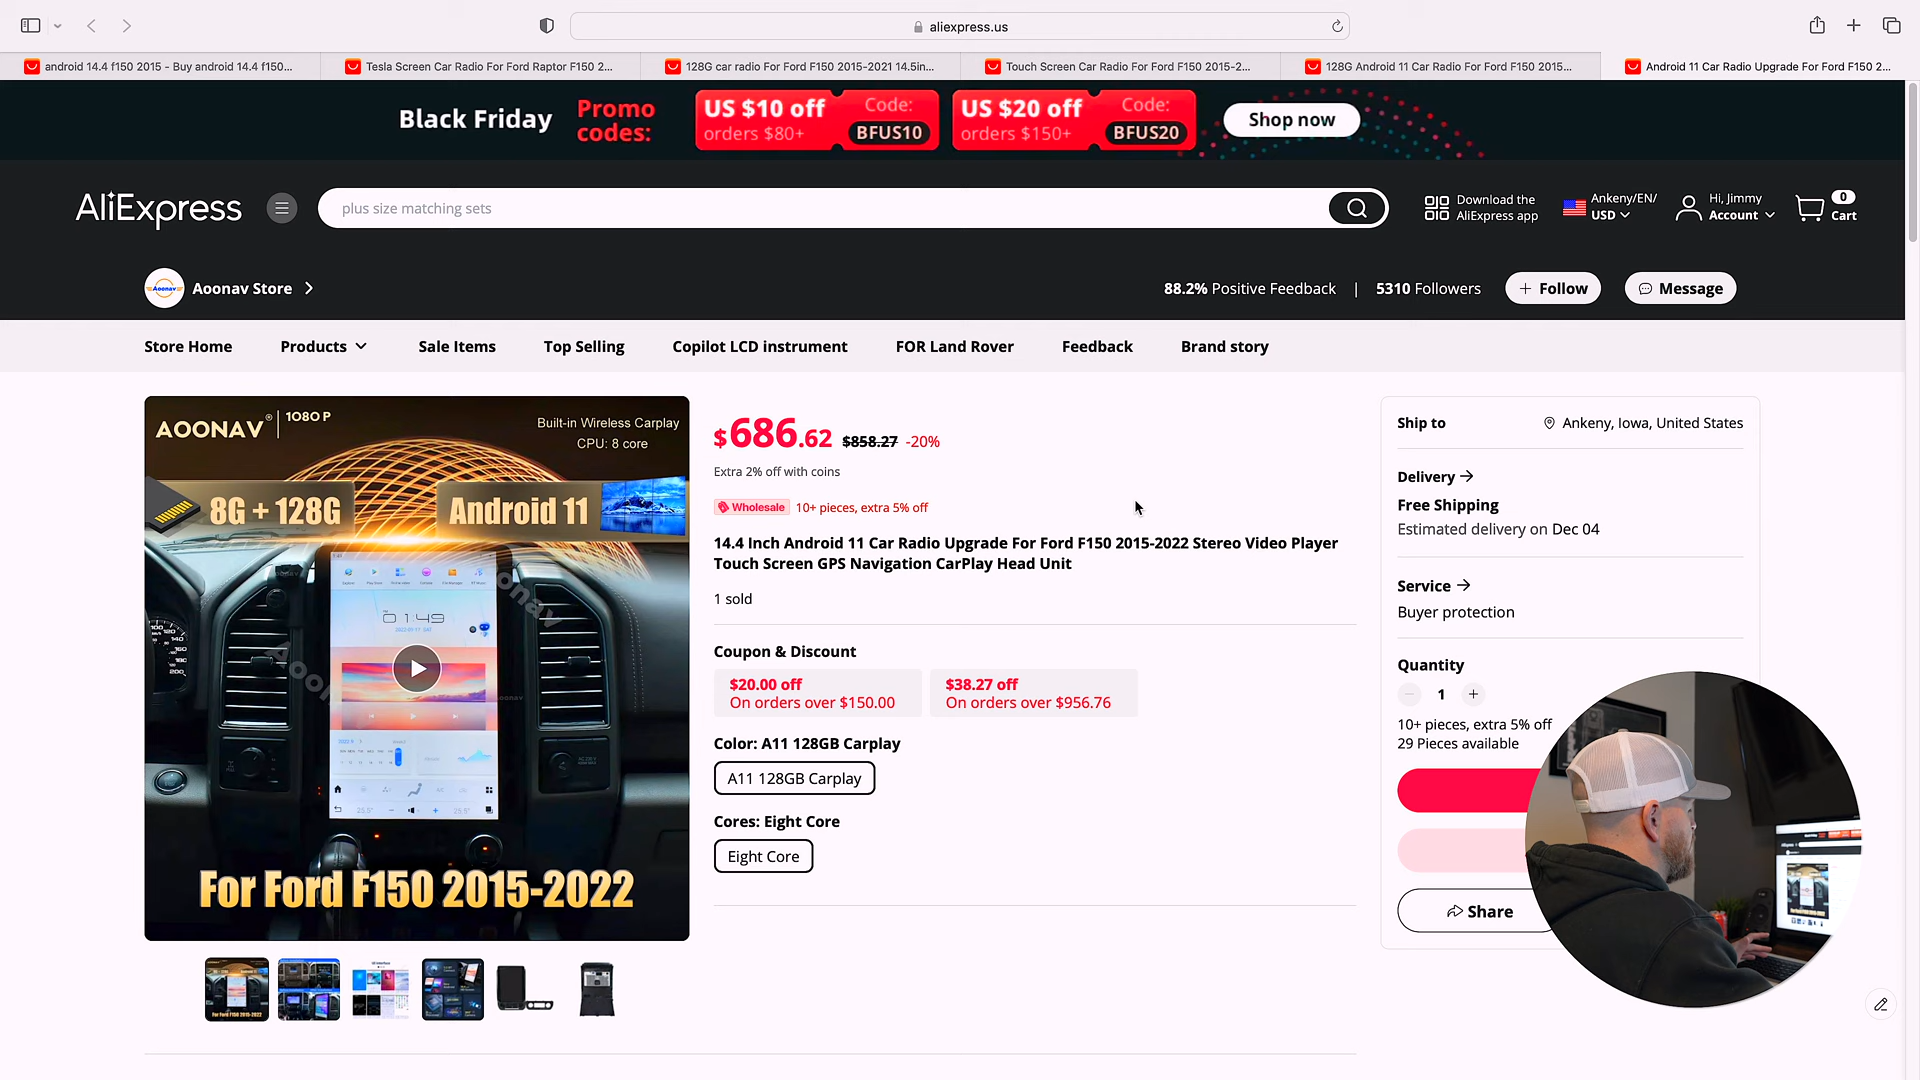 aliexpress.us
android 14.4 f150 2015 - Buy android 14.4 f150...
Tesla Screen Car Radio For Ford Raptor F150 2...
128G car radio For Ford F150 2015-2021 14.5in...
Touch Screen Car Radio For Ford F150 2015-2...
128G Android 11 Car Radio For Ford F150 2015...
Android 11 Car Radio Upgrade For Ford F150 2...
Black Friday
Promo
codes:
US $10 off
orders $80+
Code:
BFUS10
US $20 off
orders $150+
Code:
BFUS20
Shop now
AliExpress
plus size matching sets
Download the
AliExpress app
Ankeny/EN/
USD
Hi, Jimmy
Account
0
Cart
Aoonav
Aoonav Store
88.2% Positive Feedback | 5310 Followers
+ Follow
Message
Store Home
Products
Sale Items
Top Selling
Copilot LCD instrument
FOR Land Rover
Feedback
Brand story
AOONAV® | 1080P
Built-in Wireless Carplay
CPU: 8 core
8G + 128G
Android 11
01:49
For Ford F150 2015-2022
$686.62 $858.27 -20%
Extra 2% off with coins
Wholesale 10+ pieces, extra 5% off
14.4 Inch Android 11 Car Radio Upgrade For Ford F150 2015-2022 Stereo Video Player
Touch Screen GPS Navigation CarPlay Head Unit
1 sold
Coupon & Discount
$20.00 off
On orders over $150.00
$38.27 off
On orders over $956.76
Color: A11 128GB Carplay
A11 128GB Carplay
Cores: Eight Core
Eight Core
Ship to
Ankeny, Iowa, United States
Delivery
Free Shipping
Estimated delivery on Dec 04
Service
Buyer protection
Quantity
1
10+ pieces, extra 5% off
29 Pieces available
Share